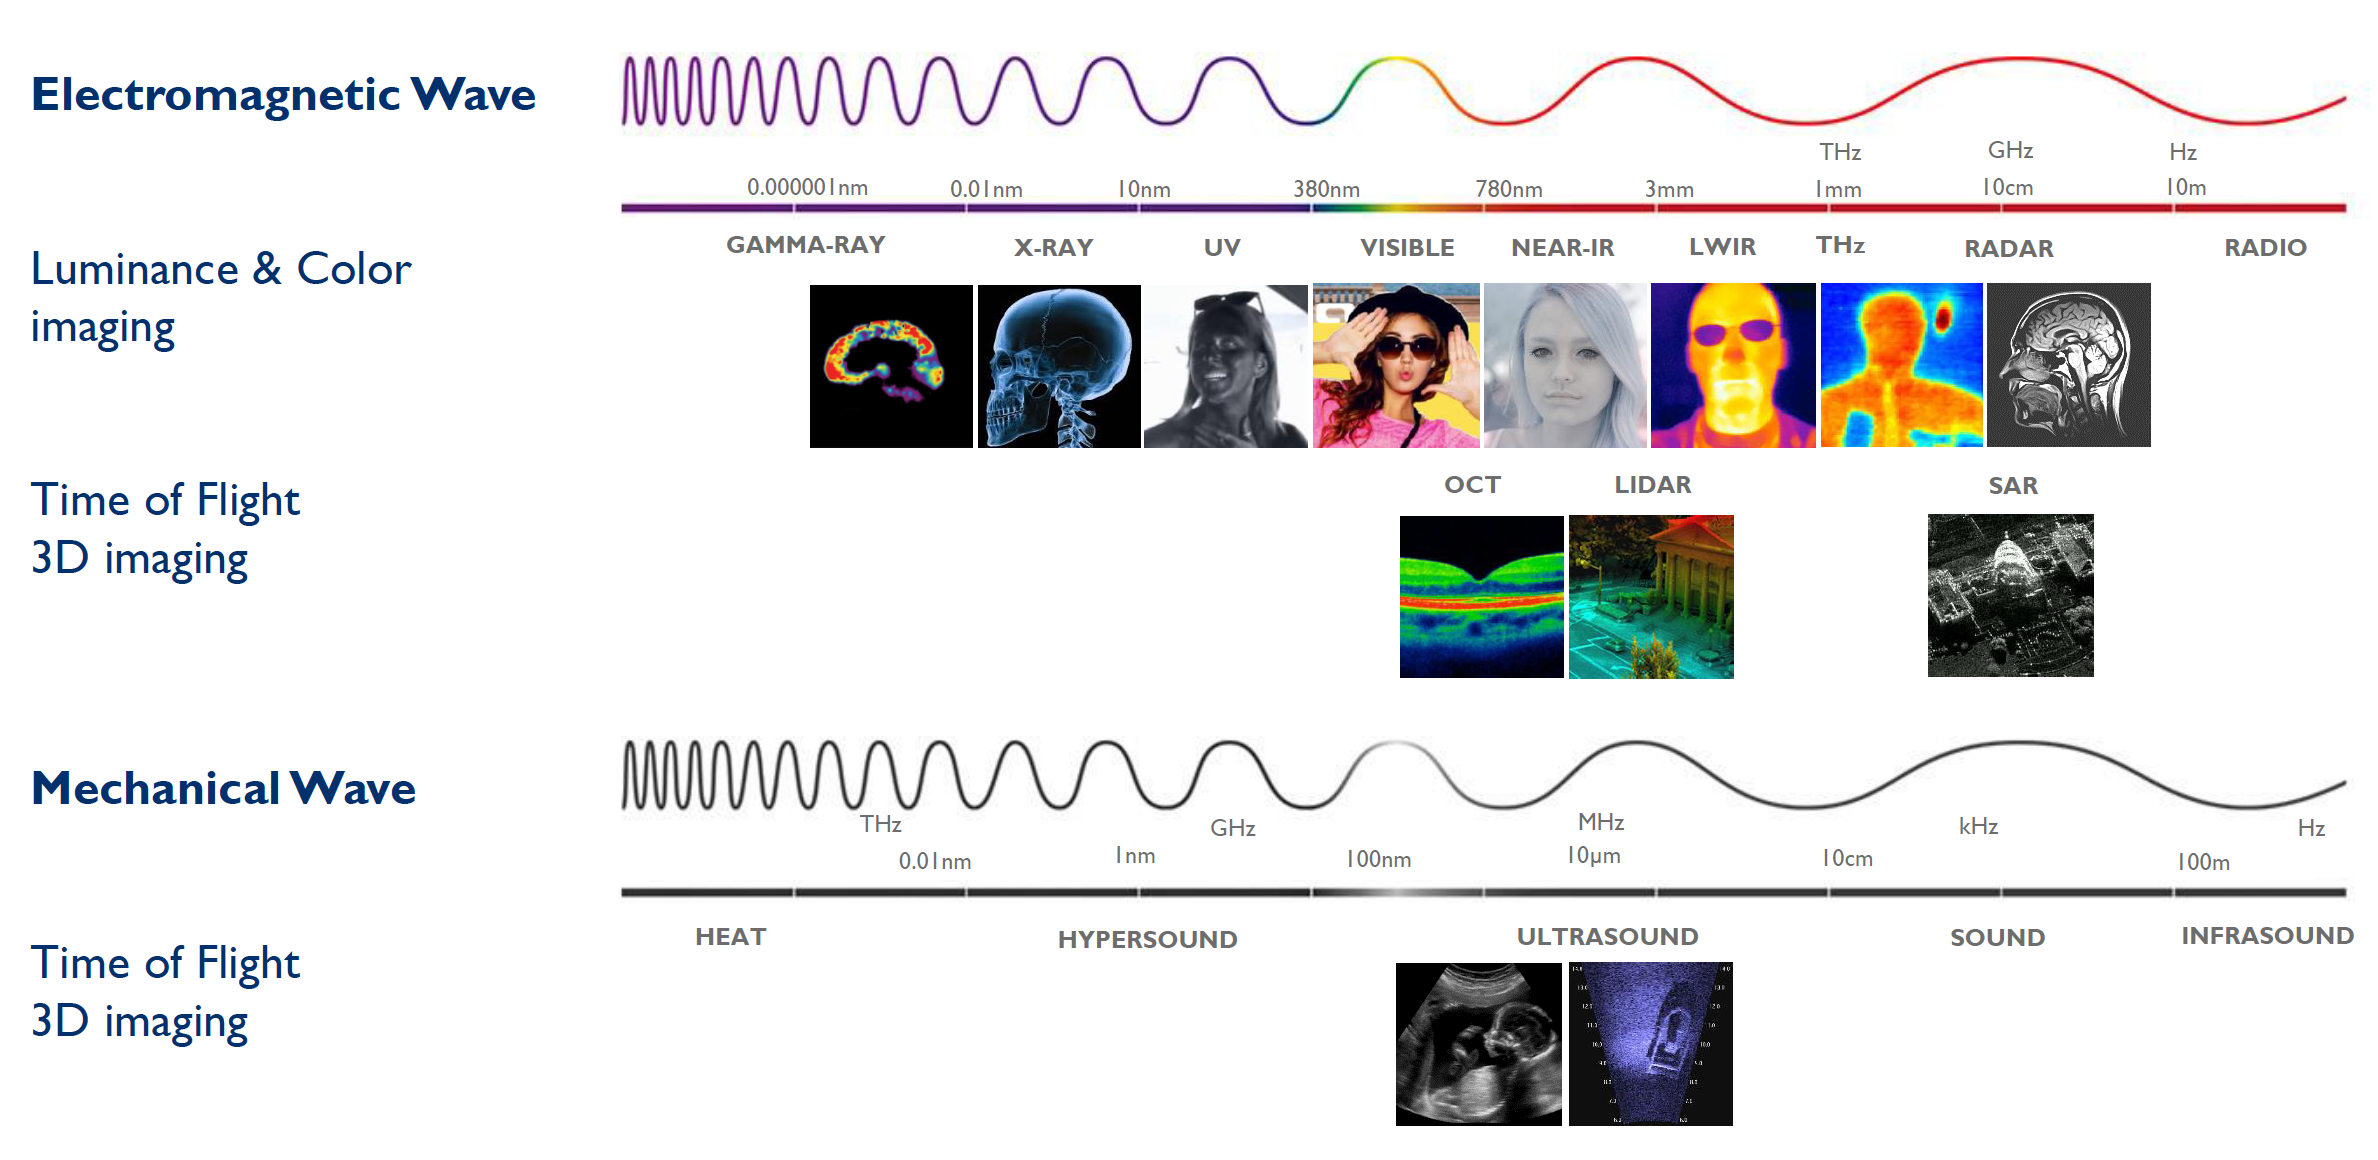 Electromagnetic Wave
THz GHz Hz
0.000001nm 0.01nm 10nm 380nm 780nm 3mm 1mm 10cm 10m
GAMMA-RAY X-RAY UV VISIBLE NEAR-IR LWIR THz RADAR RADIO
Luminance & Color
imaging
OCT LIDAR SAR
Time of Flight
3D imaging
Mechanical Wave
THz GHz MHz kHz Hz
0.01nm 1nm 100nm 10μm 10cm 100m
HEAT HYPERSOUND ULTRASOUND SOUND INFRASOUND
Time of Flight
3D imaging